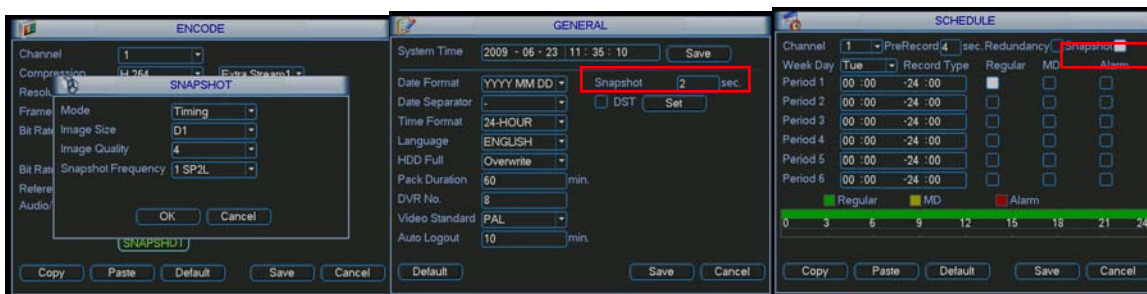 ENCODE
Channel 1
Compression H.264 Extra Stream1
SNAPSHOT
Mode Timing
Image Size D1
Image Quality 4
Snapshot Frequency 1 SP2L
OK Cancel
Bit Rate
Audio/
SNAPSHOT
Copy Paste Default Save Cancel
GENERAL
System Time 2009 - 06 - 23 11 : 35 : 10 Save
Date Format YYYY MM DD Snapshot 2 sec.
Date Separator - DST Set
Time Format 24-HOUR
Language ENGLISH
HDD Full Overwrite
Pack Duration 60 min.
DVR No. 8
Video Standard PAL
Auto Logout 10 min.
Default Save Cancel
SCHEDULE
Channel 1 PreRecord 4 sec. Redundancy Snapshot
Week Day Tue Record Type Regular MD Alarm
Period 1 00 :00 -24 :00
Period 2 00 :00 -24 :00
Period 3 00 :00 -24 :00
Period 4 00 :00 -24 :00
Period 5 00 :00 -24 :00
Period 6 00 :00 -24 :00
Regular MD Alarm
0 3 6 9 12 15 18 21 24
Copy Paste Default Save Cancel